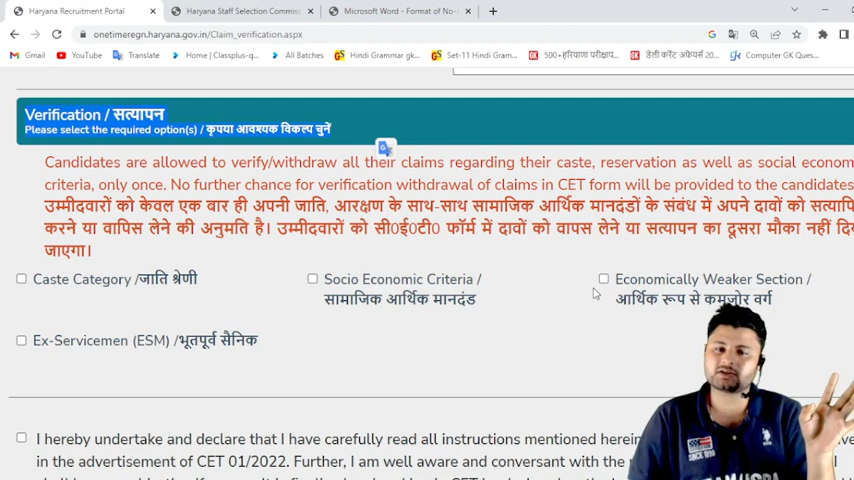 Haryana Recruitment Portal
Haryana Staff Selection Commiss
Microsoft Word - Format of No-
onetimeregn.haryana.gov.in/Claim_verification.aspx
Gmail YouTube Translate Home | Classplus-q... All Batches Hindi Grammar gk... Set-11 Hindi Gram... 500+हरियाणा परीक्षाप... डेली करेंट अफेयर्स 20... Computer GK Ques...
Verification / सत्यापन
Please select the required option(s) / कृपया आवश्यक विकल्प चुनें
Candidates are allowed to verify/withdraw all their claims regarding their caste, reservation as well as social econom
criteria, only once. No further chance for verification withdrawal of claims in CET form will be provided to the candidates
उम्मीदवारों को केवल एक बार ही अपनी जाति, आरक्षण के साथ-साथ सामाजिक आर्थिक मानदंडों के संबंध में अपने दावों को सत्यापि
करने या वापिस लेने की अनुमति है। उम्मीदवारों को सी0ई0टी0 फॉर्म में दावों को वापस लेने या सत्यापन का दूसरा मौका नहीं दि
जाएगा।
Caste Category /जाति श्रेणी
Socio Economic Criteria /
सामाजिक आर्थिक मानदंड
Economically Weaker Section /
आर्थिक रूप से कमजोर वर्ग
Ex-Servicemen (ESM) /भूतपूर्व सैनिक
I hereby undertake and declare that I have carefully read all instructions mentioned herein
in the advertisement of CET 01/2022. Further, I am well aware and conversant with the